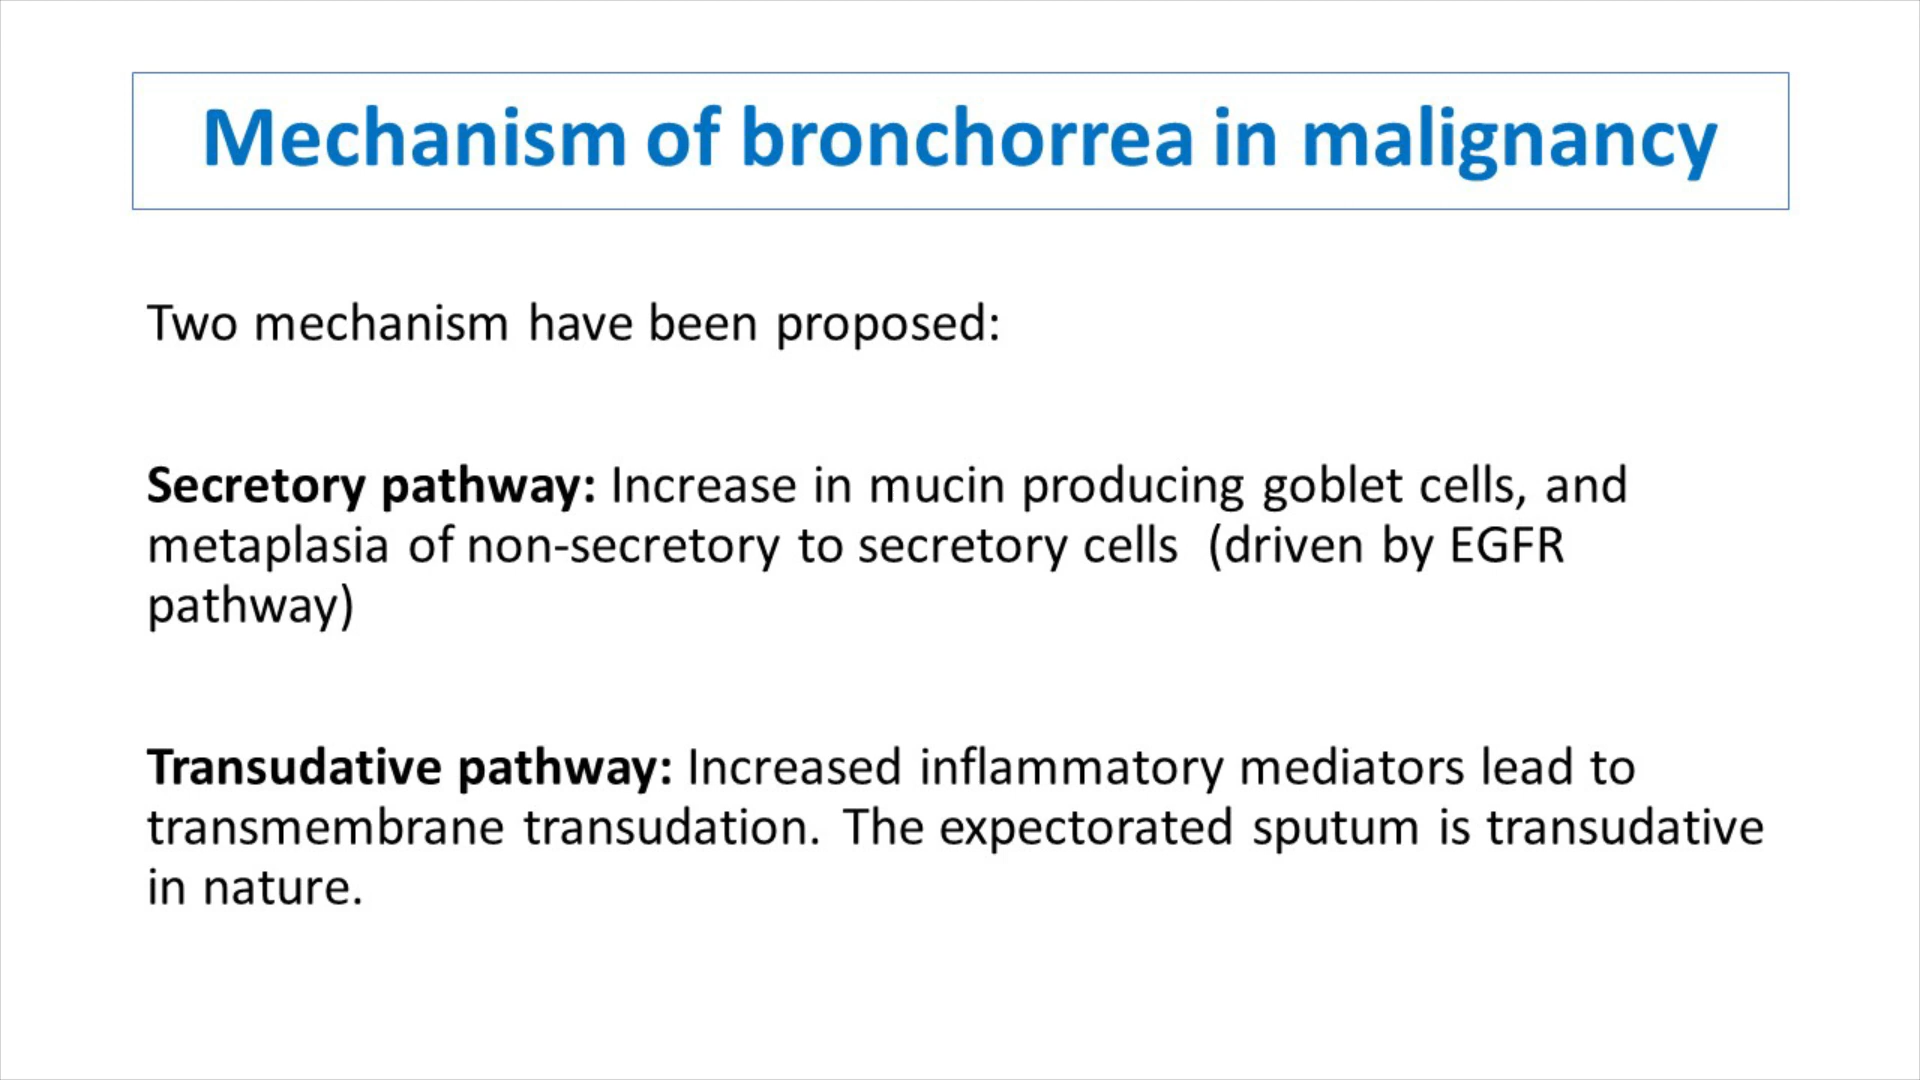 Mechanism of bronchorrea in malignancy
Two mechanism have been proposed:
Secretory pathway: Increase in mucin producing goblet cells, and
metaplasia of non-secretory to secretory cells (driven by EGFR
pathway)
Transudative pathway: Increased inflammatory mediators lead to
transmembrane transudation. The expectorated sputum is transudative
in nature.